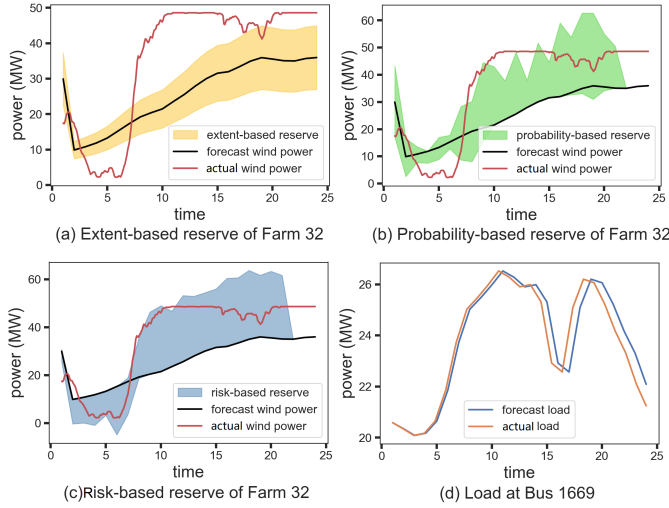 50
40
30
20
10
0
power (MW)
extent-based reserve
forecast wind power
actual wind power
0 5 10 15 20 25
time
(a) Extent-based reserve of Farm 32
60
50
40
30
20
10
0
power (MW)
probability-based reserve
forecast wind power
actual wind power
0 5 10 15 20 25
time
(b) Probability-based reserve of Farm 32
60
40
20
0
power (MW)
risk-based reserve
forecast wind power
actual wind power
0 5 10 15 20 25
time
(c)Risk-based reserve of Farm 32
26
24
22
20
power (MW)
forecast load
actual load
0 5 10 15 20 25
time
(d) Load at Bus 1669